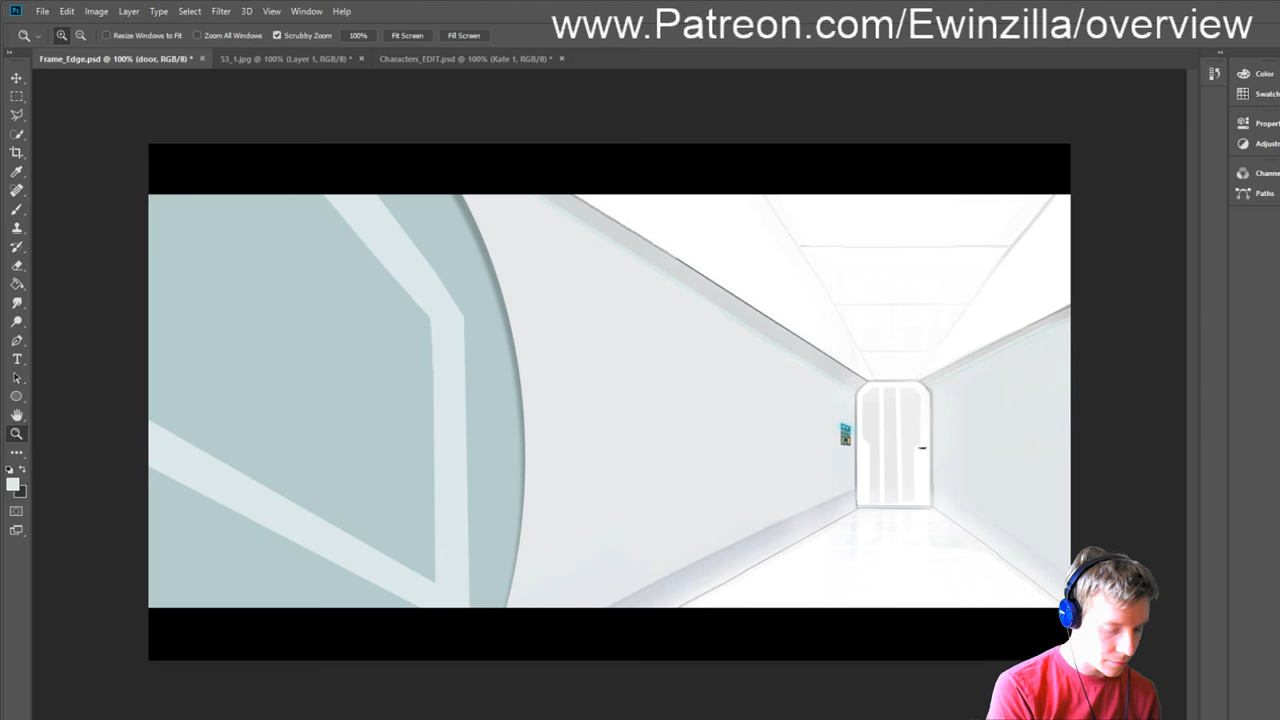 www.Patreon.com/Ewinzilla/overview
Ps File Edit Image Layer Type Select Filter 3D View Window Help
Resize Windows to Fit Zoom All Windows Scrubby Zoom 100% Fit Screen Fill Screen
Frame_Edge.psd @ 100% (door, RGB/8) * × 53_1.jpg @ 100% (Layer 1, RGB/8) * × Characters_EDIT.psd @ 100% (Kate 1, RGB/8) * ×
Color
Swatch
Proper
Adjust
Channe
Paths
T